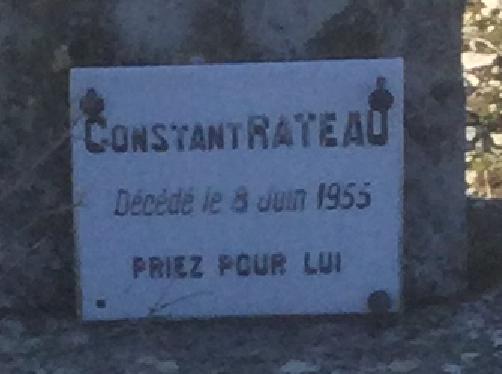 CONSTANT RATEAU
Décédé le 8 Juin 1955
PRIEZ POUR LUI